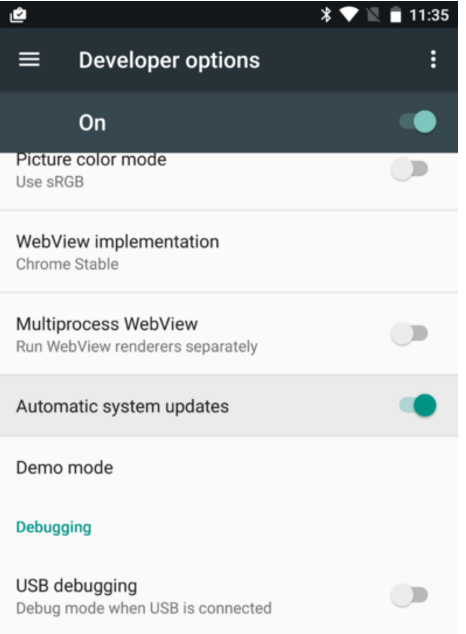 11:35
Developer options
On
Picture color mode
Use sRGB
WebView implementation
Chrome Stable
Multiprocess WebView
Run WebView renderers separately
Automatic system updates
Demo mode
Debugging
USB debugging
Debug mode when USB is connected